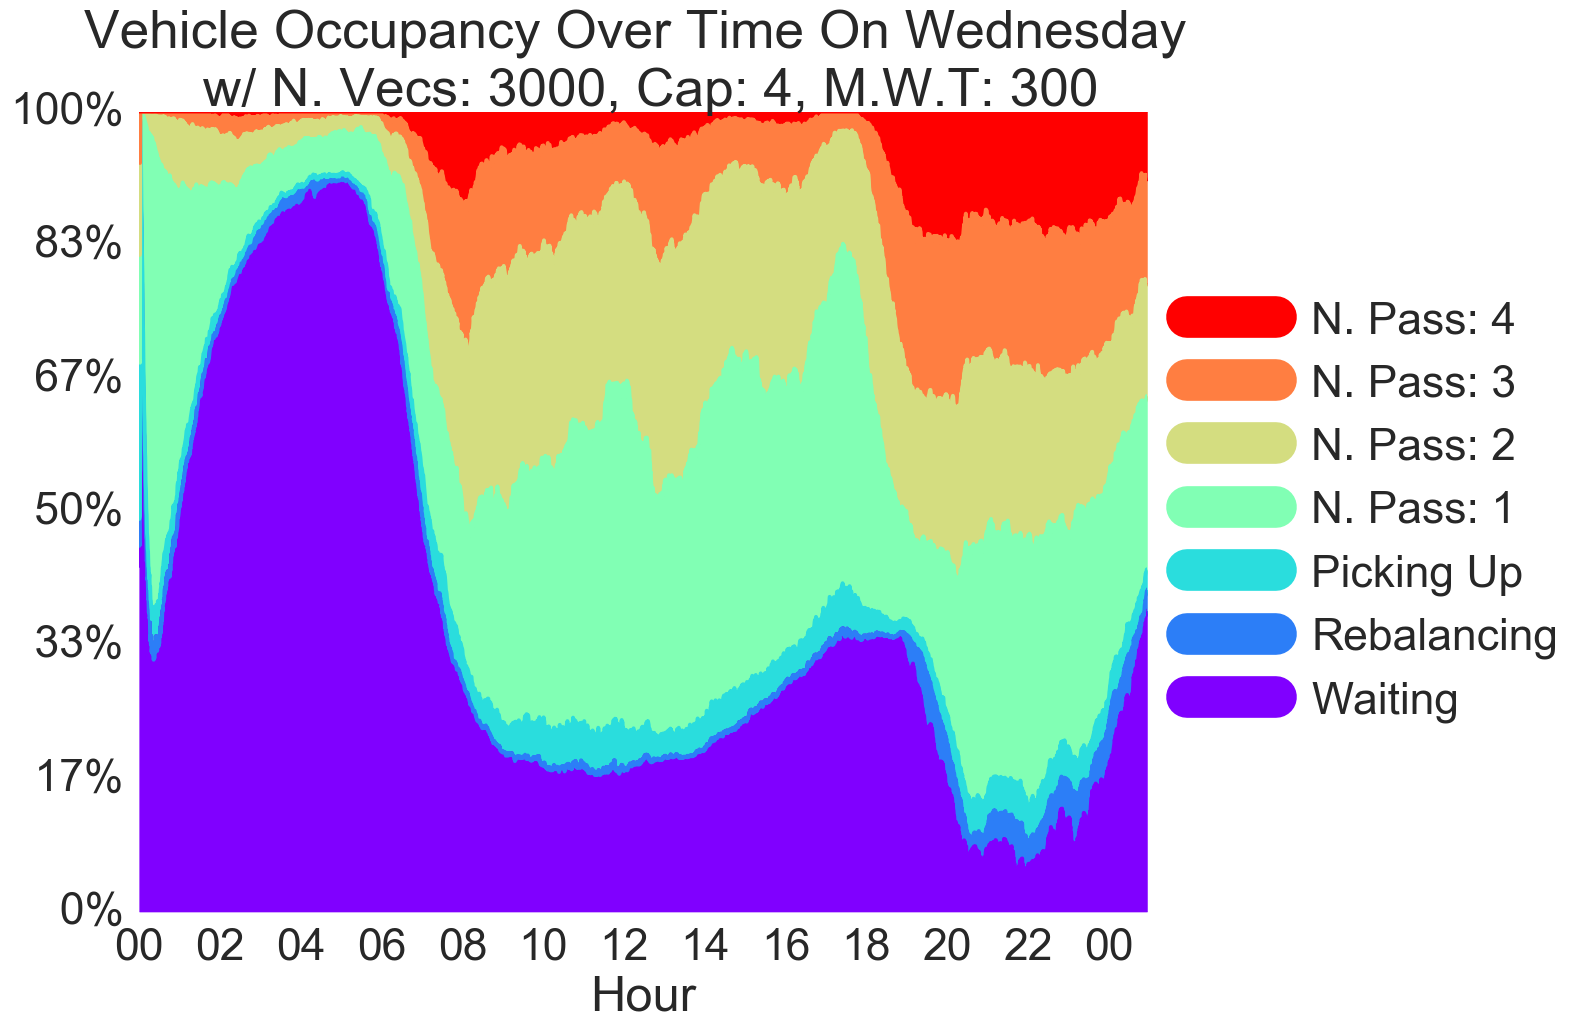 Vehicle Occupancy Over Time On Wednesday
w/ N. Vecs: 3000, Cap: 4, M.W.T: 300
100%
83%
67%
50%
33%
17%
0%
00 02 04 06 08 10 12 14 16 18 20 22 00
Hour
N. Pass: 4
N. Pass: 3
N. Pass: 2
N. Pass: 1
Picking Up
Rebalancing
Waiting